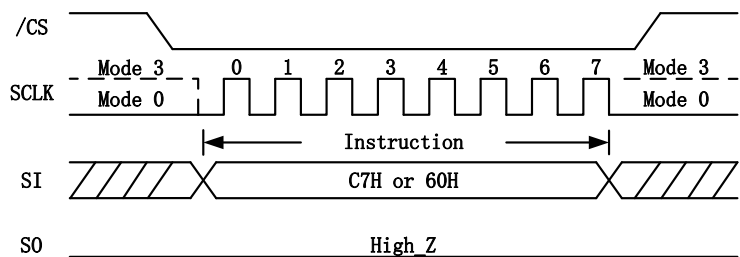 /CS
Mode 3 0 1 2 3 4 5 6 7 Mode 3
SCLK
Mode 0 Mode 0
Instruction
SI C7H or 60H
SO High_Z